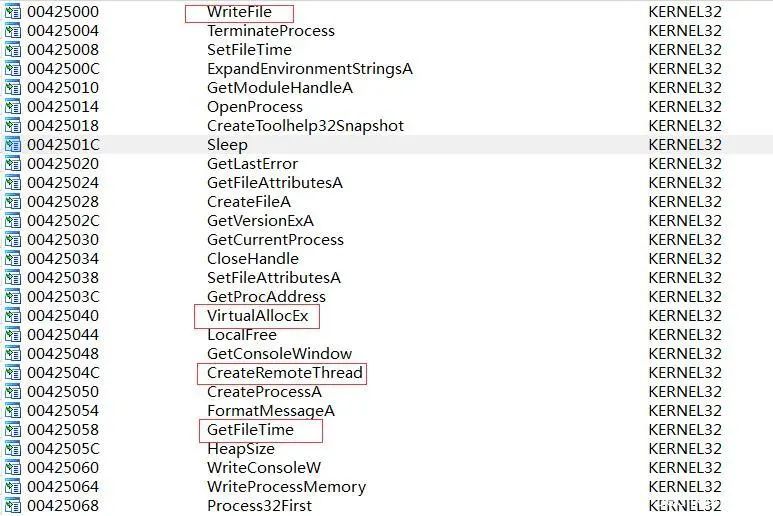 00425000 WriteFile KERNEL32
00425004 TerminateProcess KERNEL32
00425008 SetFileTime KERNEL32
0042500C ExpandEnvironmentStringsA KERNEL32
00425010 GetModuleHandleA KERNEL32
00425014 OpenProcess KERNEL32
00425018 CreateToolhelp32Snapshot KERNEL32
0042501C Sleep KERNEL32
00425020 GetLastError KERNEL32
00425024 GetFileAttributesA KERNEL32
00425028 CreateFileA KERNEL32
0042502C GetVersionExA KERNEL32
00425030 GetCurrentProcess KERNEL32
00425034 CloseHandle KERNEL32
00425038 SetFileAttributesA KERNEL32
0042503C GetProcAddress KERNEL32
00425040 VirtualAllocEx KERNEL32
00425044 LocalFree KERNEL32
00425048 GetConsoleWindow KERNEL32
0042504C CreateRemoteThread KERNEL32
00425050 CreateProcessA KERNEL32
00425054 FormatMessageA KERNEL32
00425058 GetFileTime KERNEL32
0042505C HeapSize KERNEL32
00425060 WriteConsoleW KERNEL32
00425064 WriteProcessMemory KERNEL32
00425068 Process32First KERNEL32